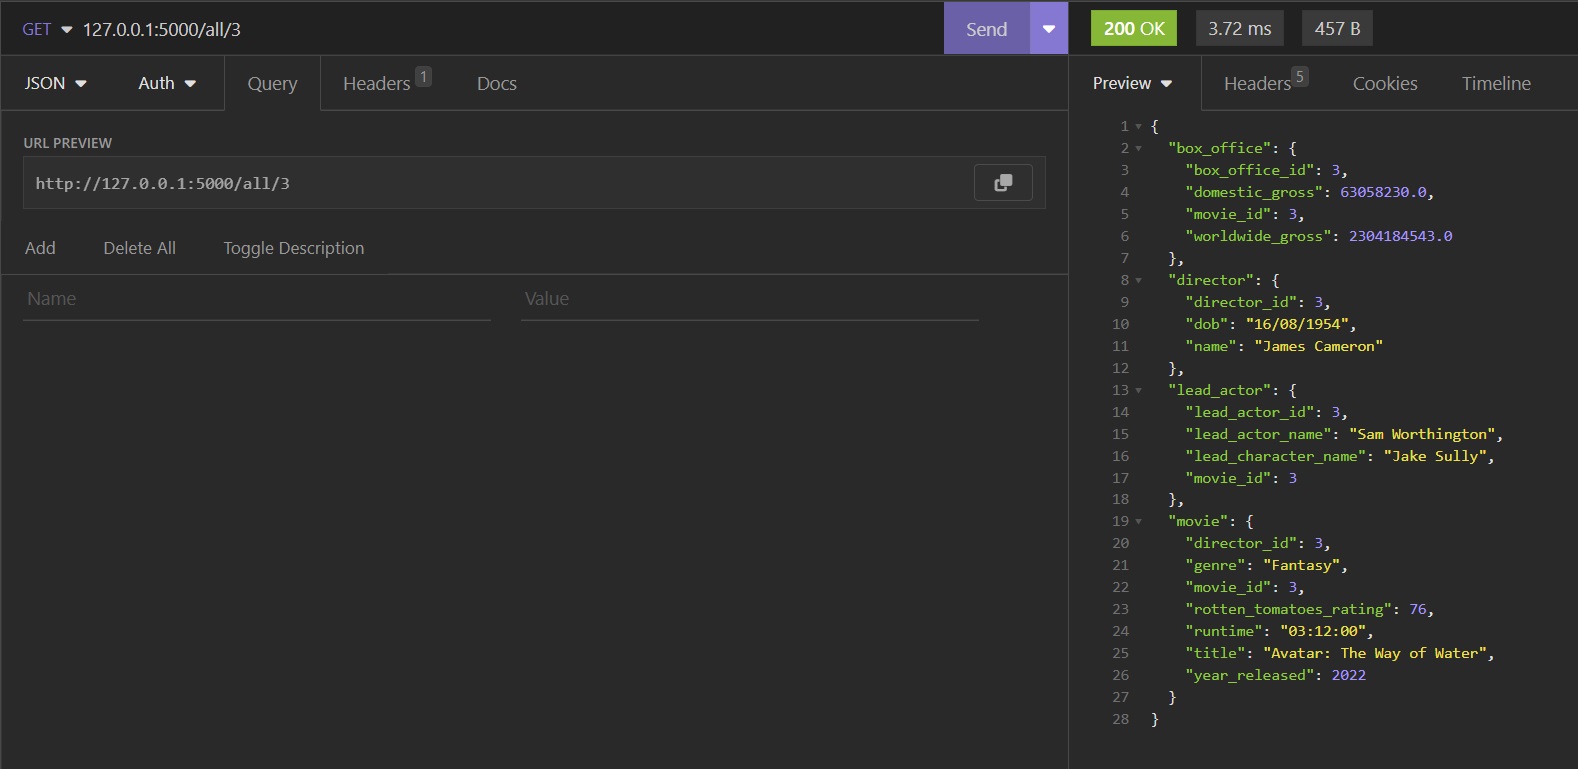 GET 127.0.0.1:5000/all/3 Send
200 OK 3.72 ms 457 B
JSON Auth Query Headers 1 Docs
URL PREVIEW
http://127.0.0.1:5000/all/3
Add Delete All Toggle Description
Name Value
Preview Headers 5 Cookies Timeline
1 {
2 "box_office": {
3 "box_office_id": 3,
4 "domestic_gross": 63058230.0,
5 "movie_id": 3,
6 "worldwide_gross": 2304184543.0
7 },
8 "director": {
9 "director_id": 3,
10 "dob": "16/08/1954",
11 "name": "James Cameron"
12 },
13 "lead_actor": {
14 "lead_actor_id": 3,
15 "lead_actor_name": "Sam Worthington",
16 "lead_character_name": "Jake Sully",
17 "movie_id": 3
18 },
19 "movie": {
20 "director_id": 3,
21 "genre": "Fantasy",
22 "movie_id": 3,
23 "rotten_tomatoes_rating": 76,
24 "runtime": "03:12:00",
25 "title": "Avatar: The Way of Water",
26 "year_released": 2022
27 }
28 }